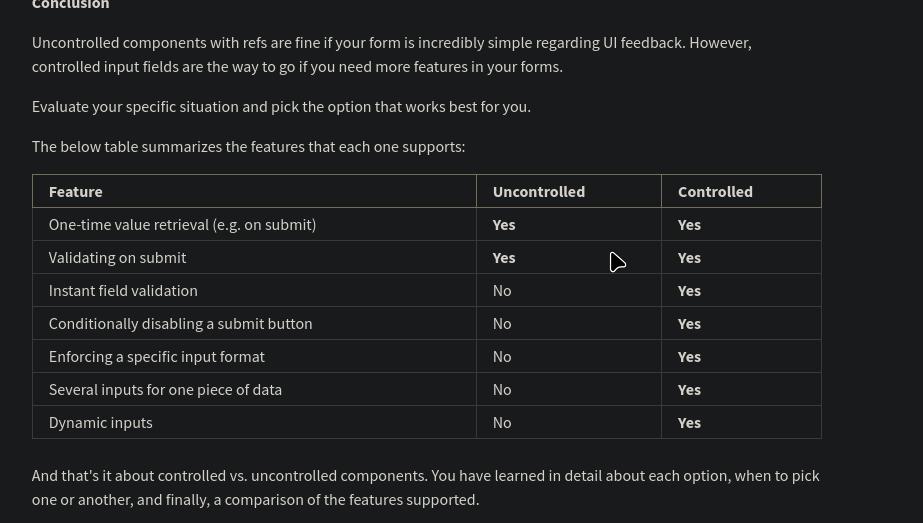 Conclusion
Uncontrolled components with refs are fine if your form is incredibly simple regarding UI feedback. However,
controlled input fields are the way to go if you need more features in your forms.
Evaluate your specific situation and pick the option that works best for you.
The below table summarizes the features that each one supports:
Feature Uncontrolled Controlled
One-time value retrieval (e.g. on submit) Yes Yes
Validating on submit Yes Yes
Instant field validation No Yes
Conditionally disabling a submit button No Yes
Enforcing a specific input format No Yes
Several inputs for one piece of data No Yes
Dynamic inputs No Yes
And that's it about controlled vs. uncontrolled components. You have learned in detail about each option, when to pick
one or another, and finally, a comparison of the features supported.